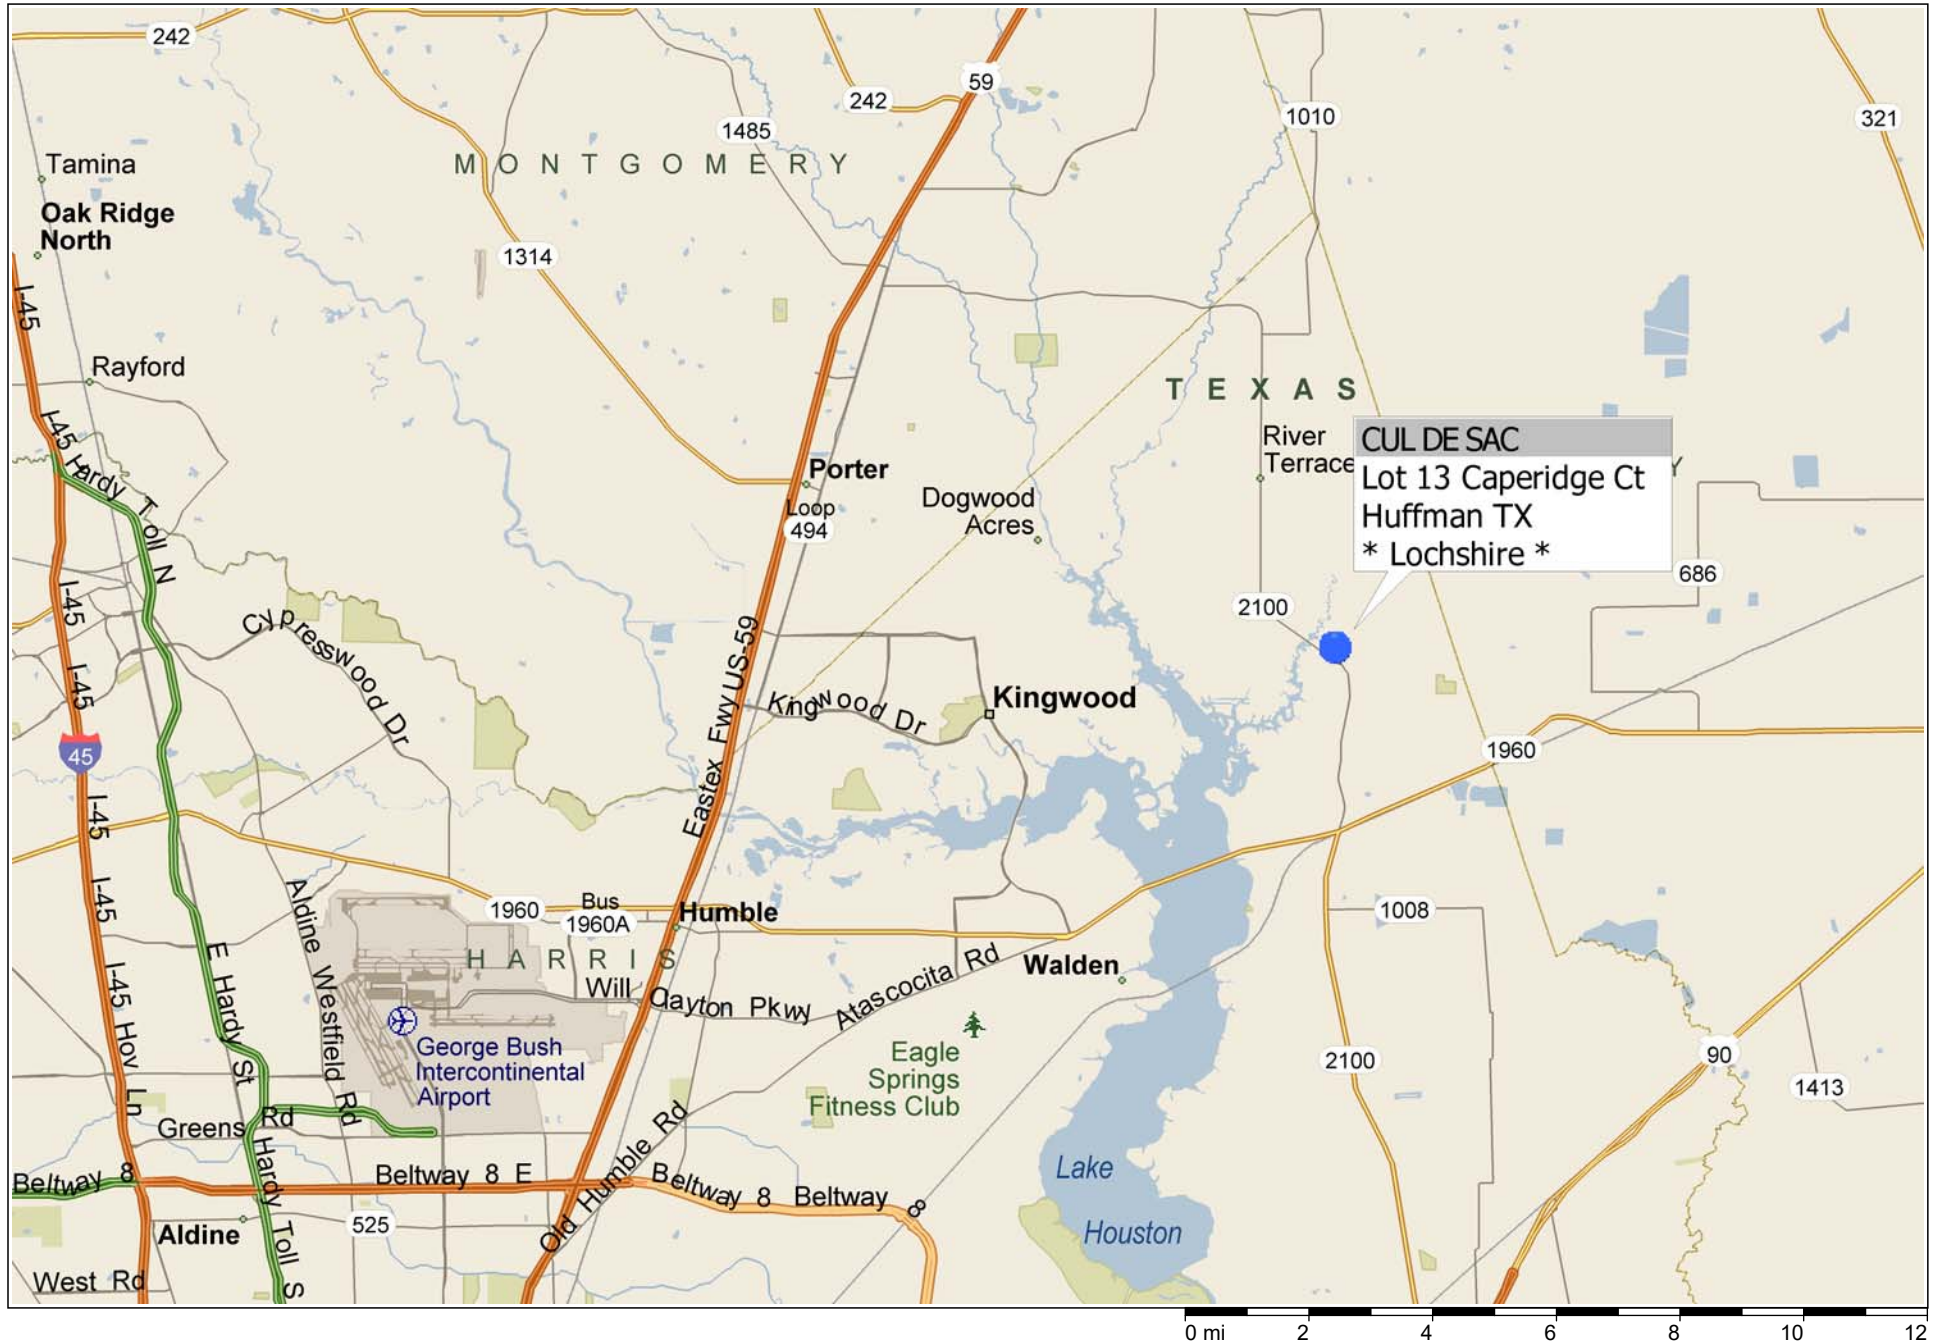 242
59
242
1010
321
1485
Tamina
MONTGOMERY
Oak Ridge
North
1314
I-45
Rayford
TEXAS
I-45
River
Terrace
CUL DE SAC
Lot 13 Caperidge Ct
Huffman TX
* Lochshire *
Y
Hardy Toll N
Porter
Loop
494
Dogwood
Acres
686
I-45
2100
Cypresswood Dr
Eastex Fwy US-59
I-45
Kingwood Dr
Kingwood
45
1960
I-45
I-45
Aldine Westfield Rd
1960
Bus
1960A
Humble
1008
HARRIS
E Hardy St
I-45 Hov Ln
Will Clayton Pkwy
Atascocita Rd
Walden
George Bush
Intercontinental
Airport
Eagle
Springs
Fitness Club
2100
90
1413
Greens Rd
Old Humble Rd
Lake
Houston
Beltway 8
Beltway 8 E
Beltway 8 Beltway 8
Hardy Toll S
Aldine
525
West Rd
0 mi 2 4 6 8 10 12